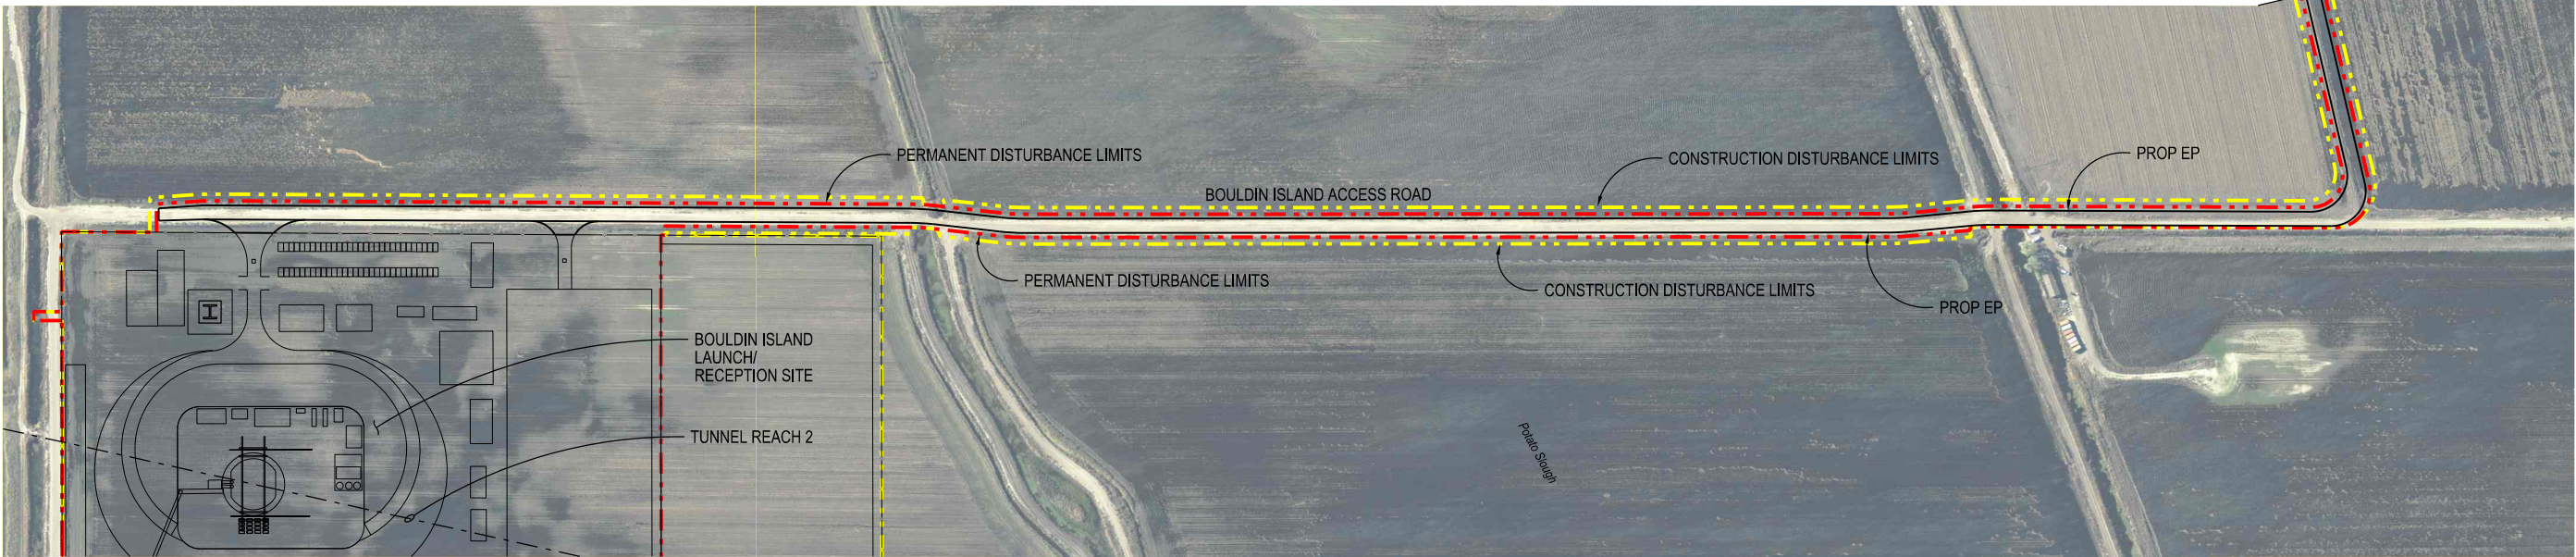 PERMANENT DISTURBANCE LIMITS
CONSTRUCTION DISTURBANCE LIMITS
PROP EP
BOULDIN ISLAND ACCESS ROAD
PERMANENT DISTURBANCE LIMITS
CONSTRUCTION DISTURBANCE LIMITS
PROP EP
H
BOULDIN ISLAND
LAUNCH/
RECEPTION SITE
TUNNEL REACH 2
Potato Slough